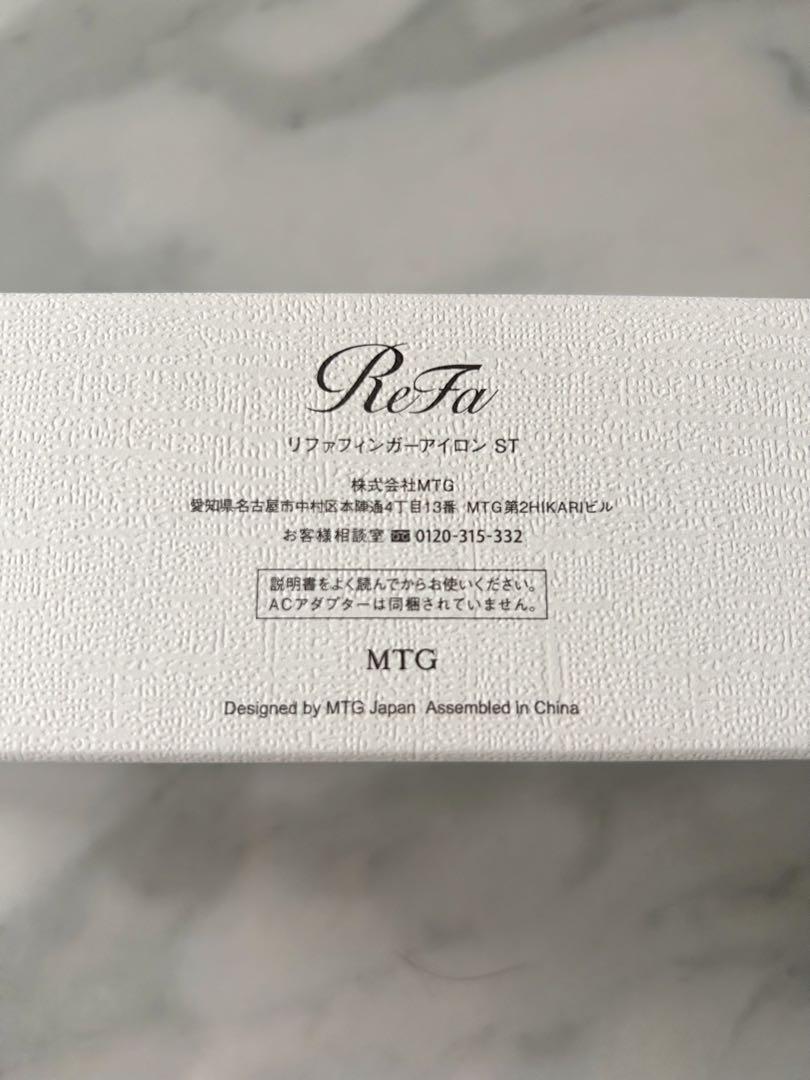 ReFa
リファフィンガーアイロン ST
株式会社MTG
愛知県名古屋市中村区本陣通4丁目13番 MTG第2HIKARIビル
お客様相談室 0120-315-332
説明書をよく読んでからお使いください。
ACアダプターは同梱されていません。
MTG
Designed by MTG Japan Assembled in China